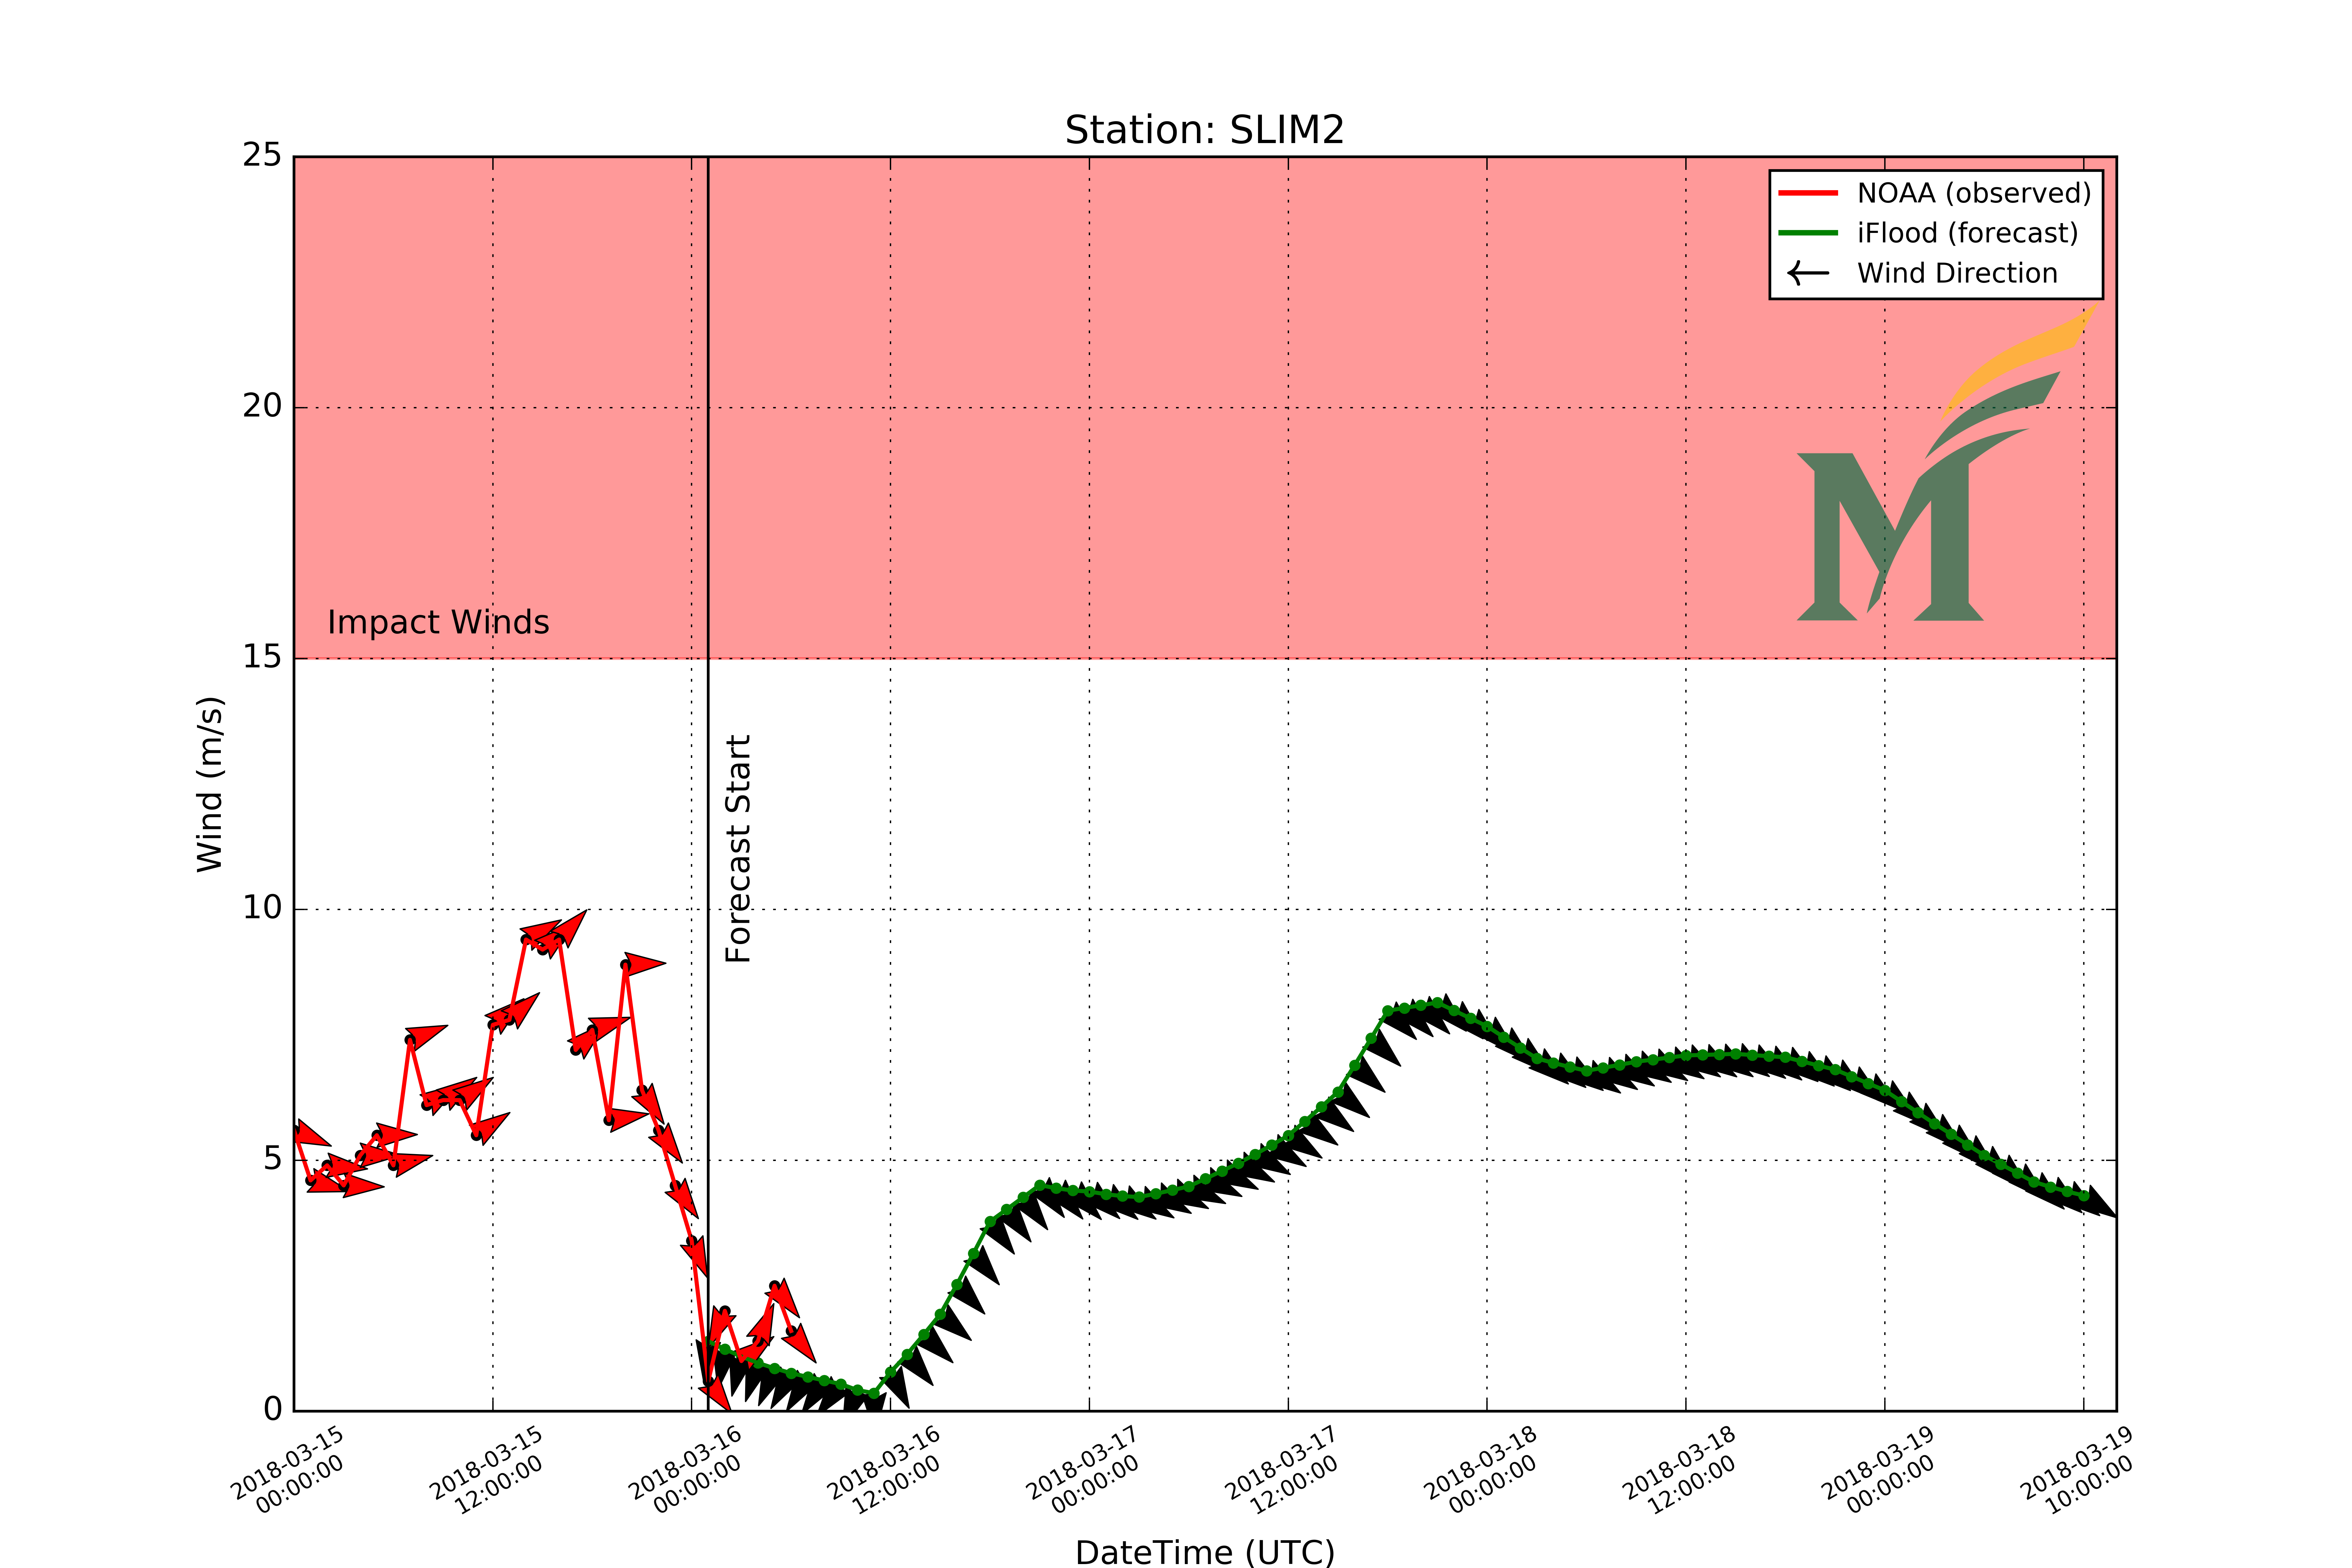 Station: SLIM2
25
20
15
10
5
0
Wind (m/s)
NOAA (observed)
iFlood (forecast)
Wind Direction
M
Impact Winds
Forecast Start
2018-03-15
00:00:00
2018-03-15
12:00:00
2018-03-16
00:00:00
2018-03-16
12:00:00
2018-03-17
00:00:00
2018-03-17
12:00:00
2018-03-18
00:00:00
2018-03-18
12:00:00
2018-03-19
00:00:00
2018-03-19
10:00:00
DateTime (UTC)